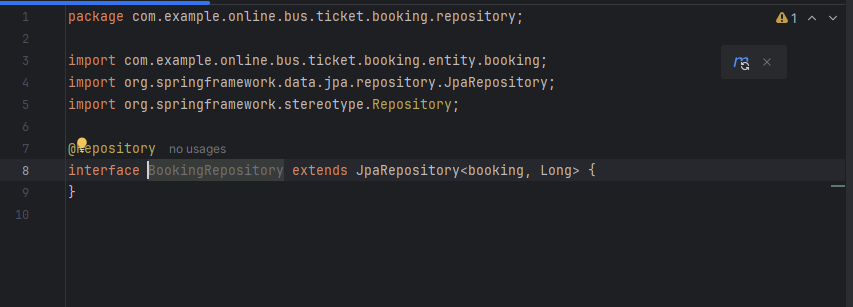 1 package com.example.online.bus.ticket.booking.repository;
1
2
3 import com.example.online.bus.ticket.booking.entity.booking;
4 import org.springframework.data.jpa.repository.JpaRepository;
5 import org.springframework.stereotype.Repository;
6
7 @Repository no usages
8 interface BookingRepository extends JpaRepository<booking, Long> {
9 }
10